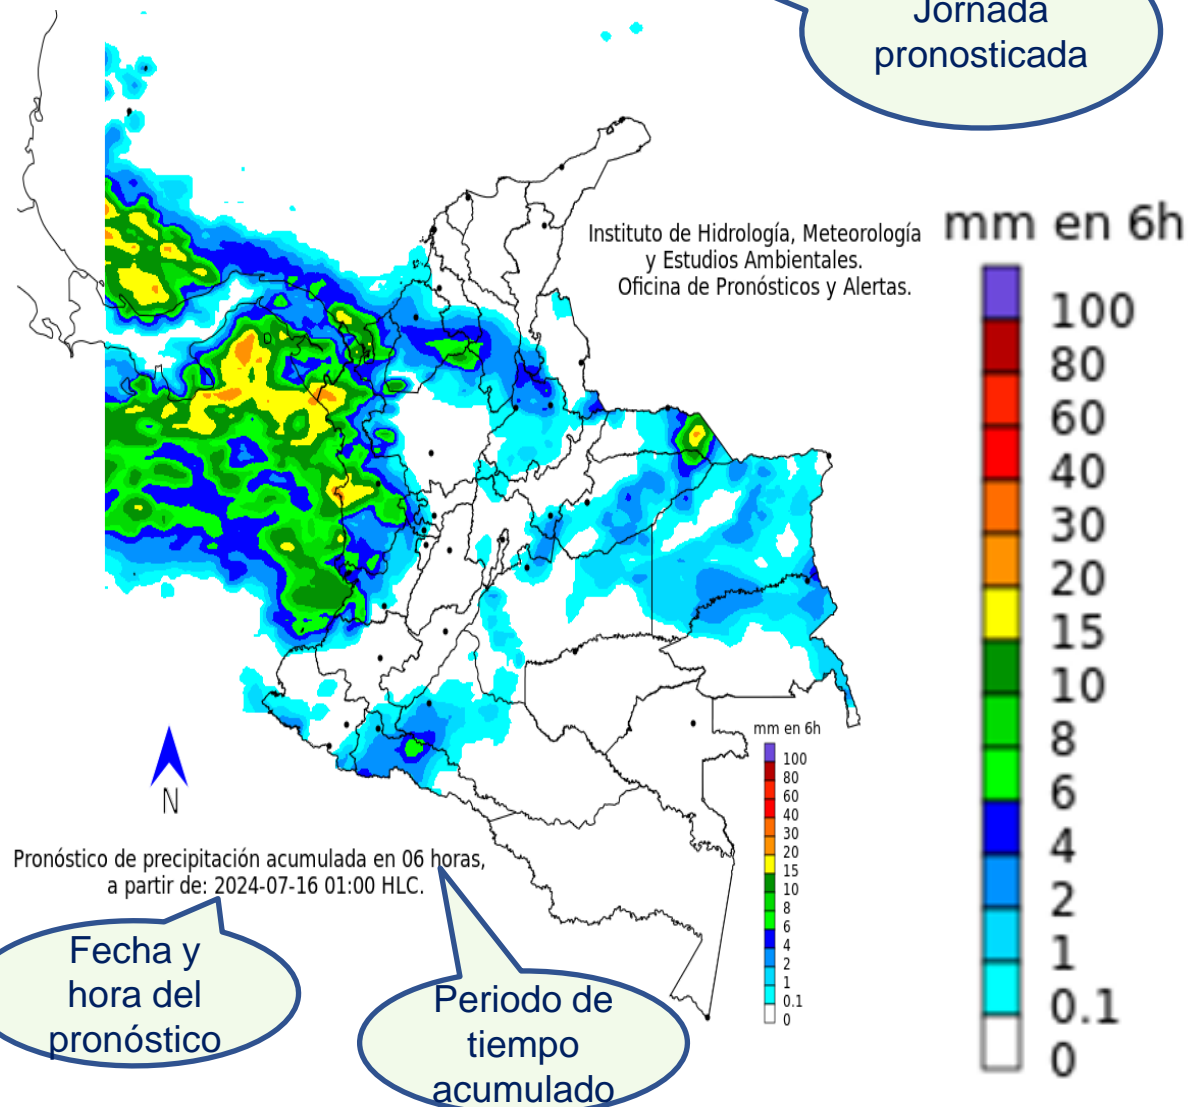 Jornada
pronosticada
Instituto de Hidrología, Meteorología
y Estudios Ambientales.
Oficina de Pronósticos y Alertas.
mm en 6h
100
80
60
40
30
20
15
10
8
6
4
2
1
0.1
0
mm en 6h
100
80
60
40
30
20
15
10
8
6
4
2
1
0.1
0
N
Pronóstico de precipitación acumulada en 06 horas,
a partir de: 2024-07-16 01:00 HLC.
Fecha y
hora del
pronóstico
Periodo de
tiempo
acumulado